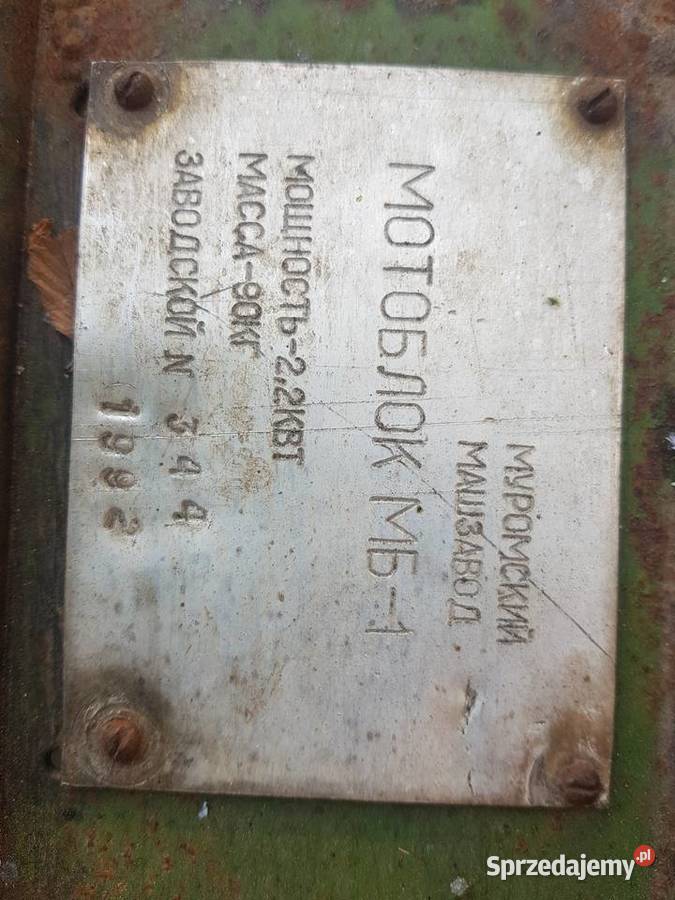 МУРОМСКИЙ
МАШЗАВОД
МОТОБЛОК МБ-1
МОЩНОСТЬ-2,2КВТ
МАССА-90КГ
ЗАВОДСКОЙ N 344
1992
Sprzedajemy.pl